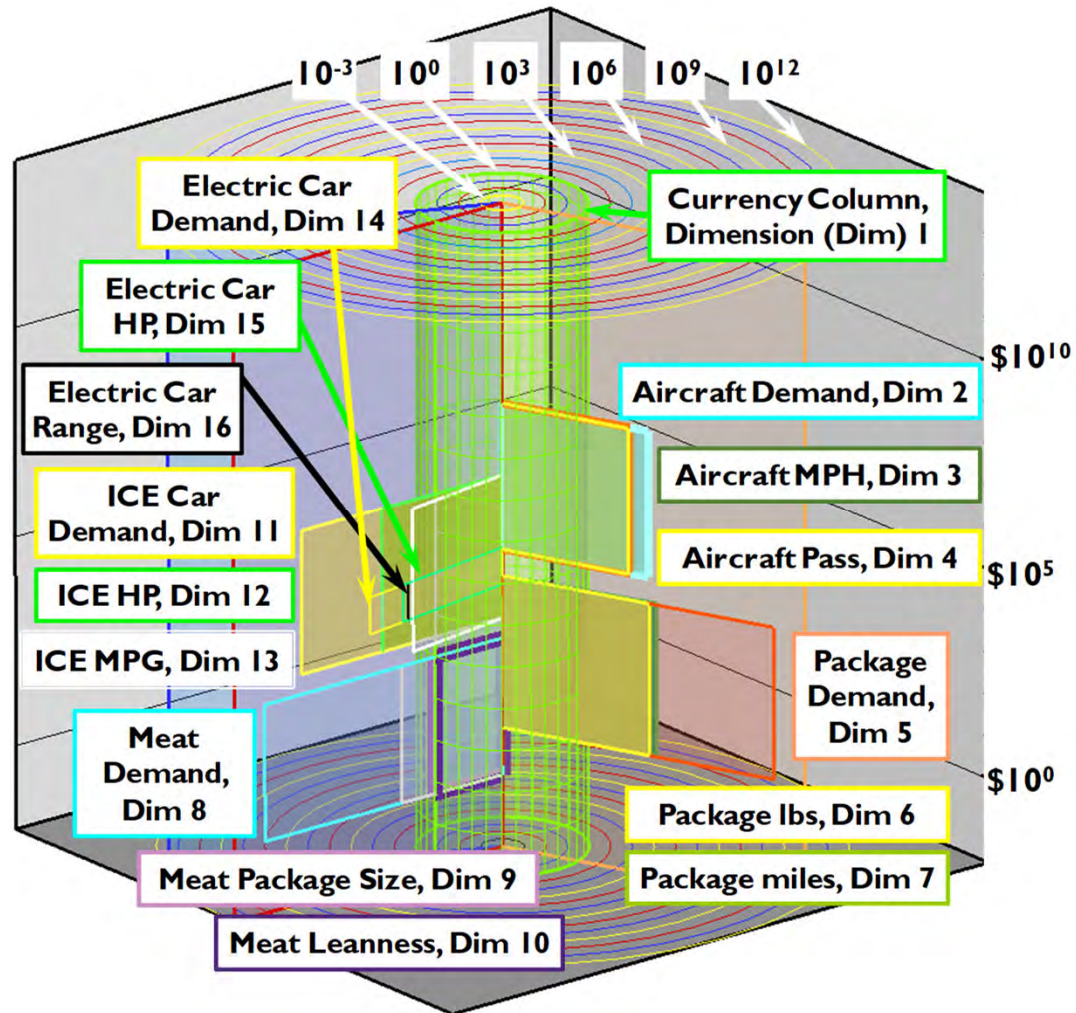 10⁻³ 10⁰ 10³ 10⁶ 10⁹ 10¹²
Electric Car
Demand, Dim 14
Currency Column,
Dimension (Dim) 1
Electric Car
HP, Dim 15
$10¹⁰
Electric Car
Range, Dim 16
Aircraft Demand, Dim 2
Aircraft MPH, Dim 3
ICE Car
Demand, Dim 11
Aircraft Pass, Dim 4
$10⁵
ICE HP, Dim 12
ICE MPG, Dim 13
Package
Demand,
Dim 5
Meat
Demand,
Dim 8
$10⁰
Package lbs, Dim 6
Meat Package Size, Dim 9
Package miles, Dim 7
Meat Leanness, Dim 10